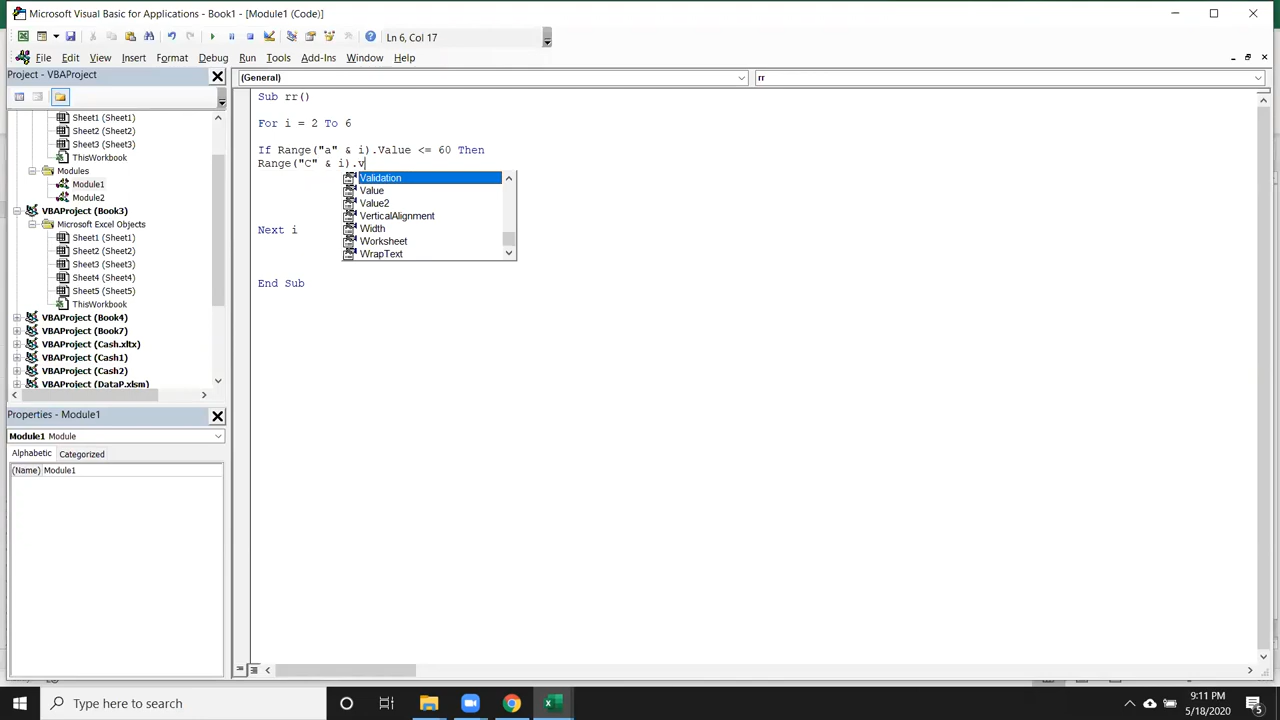 Microsoft Visual Basic for Applications - Book1 - [Module1 (Code)]
Ln 6, Col 17
File Edit View Insert Format Debug Run Tools Add-Ins Window Help
Project - VBAProject
(General)
rr
Sheet1 (Sheet1)
Sheet2 (Sheet2)
Sheet3 (Sheet3)
ThisWorkbook
Modules
Module1
Module2
VBAProject (Book3)
Microsoft Excel Objects
Sheet1 (Sheet1)
Sheet2 (Sheet2)
Sheet3 (Sheet3)
Sheet4 (Sheet4)
Sheet5 (Sheet5)
ThisWorkbook
VBAProject (Book4)
VBAProject (Book7)
VBAProject (Cash.xltx)
VBAProject (Cash1)
VBAProject (Cash2)
VBAProject (DataP.xlsm)
Sub rr()
For i = 2 To 6
If Range("a" & i).Value <= 60 Then
Range("C" & i).v
Validation
Value
Value2
VerticalAlignment
Width
Worksheet
WrapText
Next i
End Sub
Properties - Module1
Module1 Module
Alphabetic Categorized
(Name) Module1
Type here to search
9:11 PM
5/18/2020
5